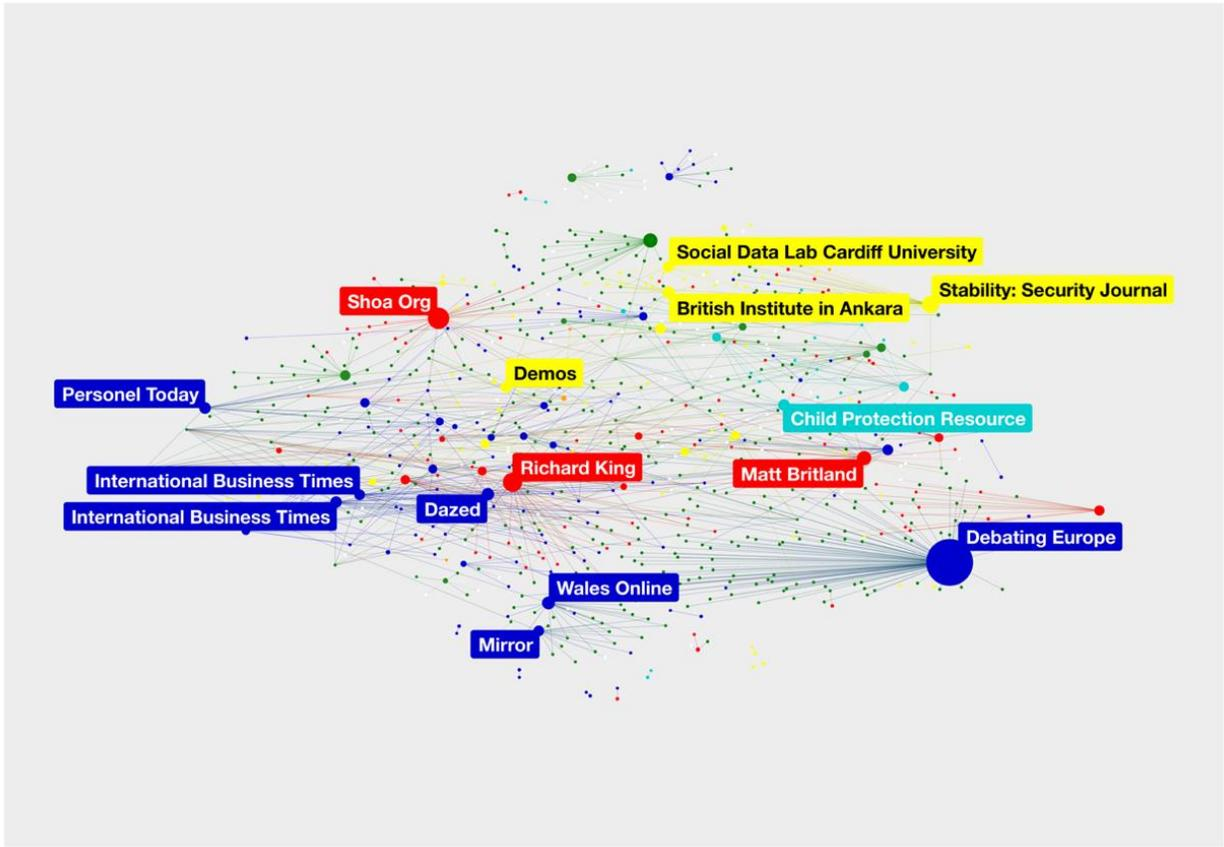 Social Data Lab Cardiff University
Stability: Security Journal
Shoa Org
British Institute in Ankara
Demos
Personel Today
Child Protection Resource
Richard King
Matt Britland
International Business Times
Dazed
International Business Times
Debating Europe
Wales Online
Mirror